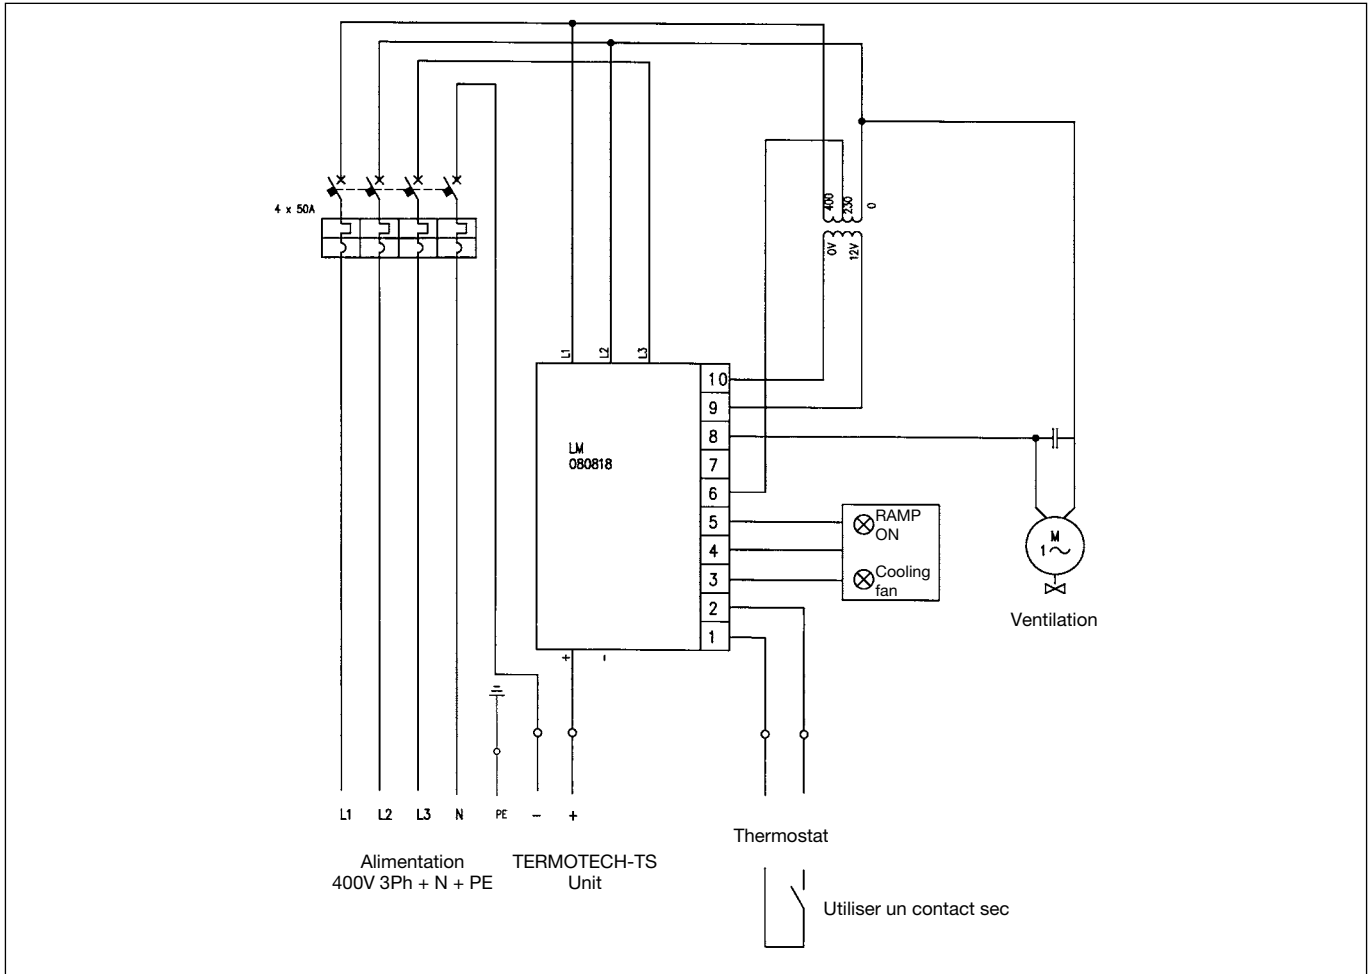 4 x 50A
400
230
0
0V
12V
L1
L2
L3
10
9
8
7
6
5
4
3
2
1
LM
080818
RAMP
ON
Cooling
fan
M
1~
Ventilation
+
-
L1
L2
L3
N
PE
-
+
Alimentation
400V 3Ph + N + PE
TERMOTECH-TS
Unit
Thermostat
Utiliser un contact sec